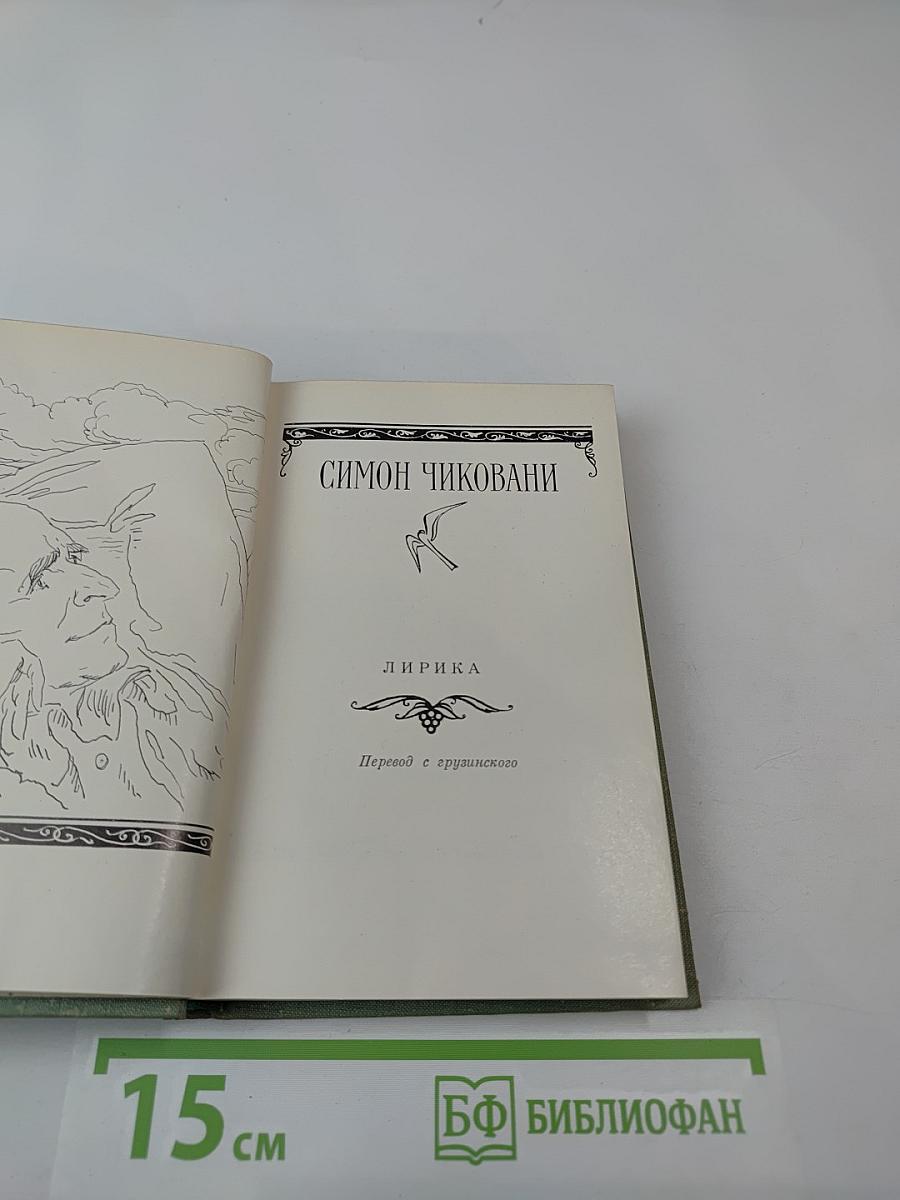 СИМОН ЧИКОВАНИ
ЛИРИКА
Перевод с грузинского
15 см
БФ БИБЛИОФАН